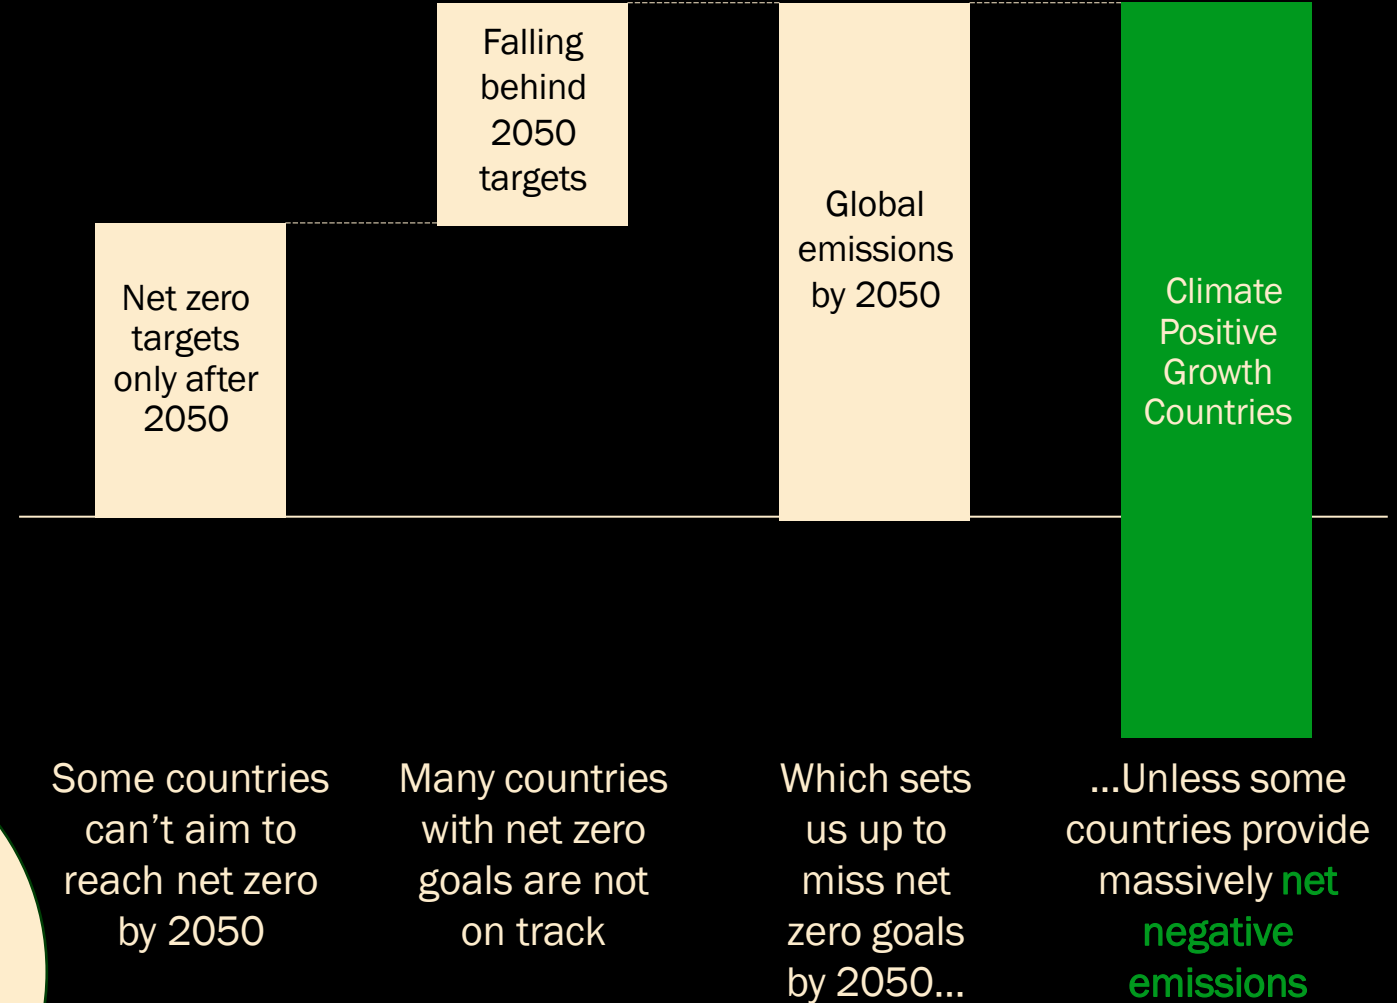 Falling
behind
2050
targets
Net zero
targets
only after
2050
Global
emissions
by 2050
Climate
Positive
Growth
Countries
Some countries
can’t aim to
reach net zero
by 2050
Many countries
with net zero
goals are not
on track
Which sets
us up to
miss net
zero goals
by 2050...
...Unless some
countries provide
massively net
negative
emissions